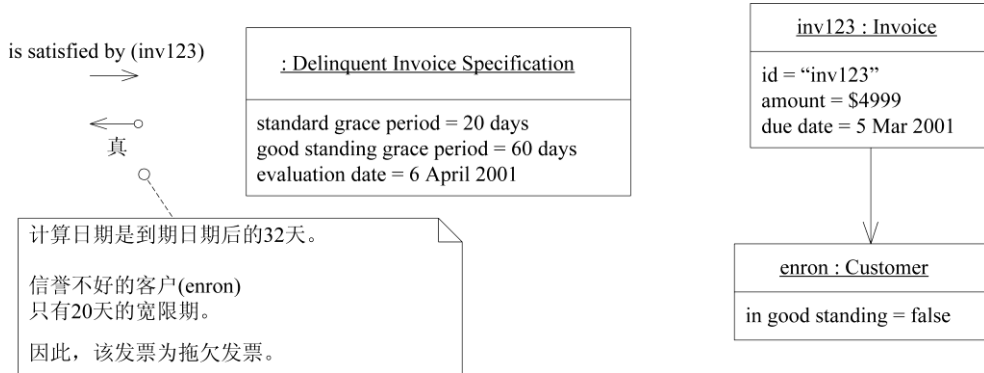 is satisfied by (inv123)
真
: Delinquent Invoice Specification
standard grace period = 20 days
good standing grace period = 60 days
evaluation date = 6 April 2001
计算日期是到期日期后的32天。
信誉不好的客户(enron)
只有20天的宽限期。
因此，该发票为拖欠发票。
inv123 : Invoice
id = “inv123”
amount = $4999
due date = 5 Mar 2001
enron : Customer
in good standing = false